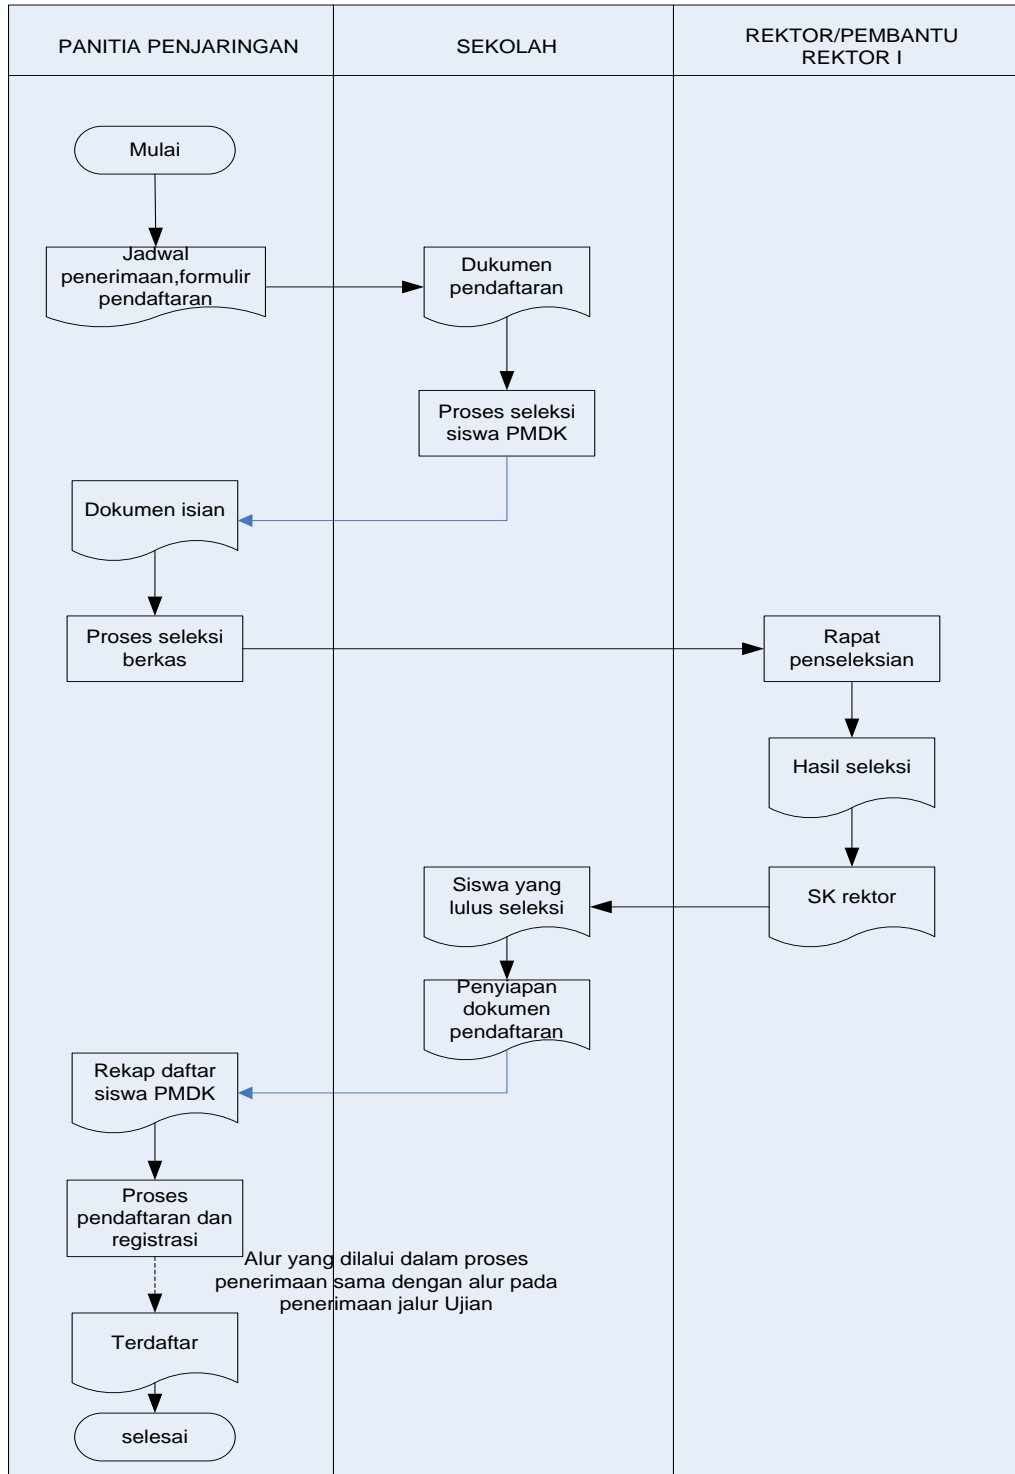 PANITIA PENJARINGAN
SEKOLAH
REKTOR/PEMBANTU
REKTOR I
Mulai
Jadwal
penerimaan,formulir
pendaftaran
Dukumen
pendaftaran
Proses seleksi
siswa PMDK
Dokumen isian
Proses seleksi
berkas
Rapat
penseleksian
Hasil seleksi
SK rektor
Siswa yang
lulus seleksi
Penyiapan
dokumen
pendaftaran
Rekap daftar
siswa PMDK
Proses
pendaftaran dan
registrasi
Alur yang dilalui dalam proses
penerimaan sama dengan alur pada
penerimaan jalur Ujian
Terdaftar
selesai